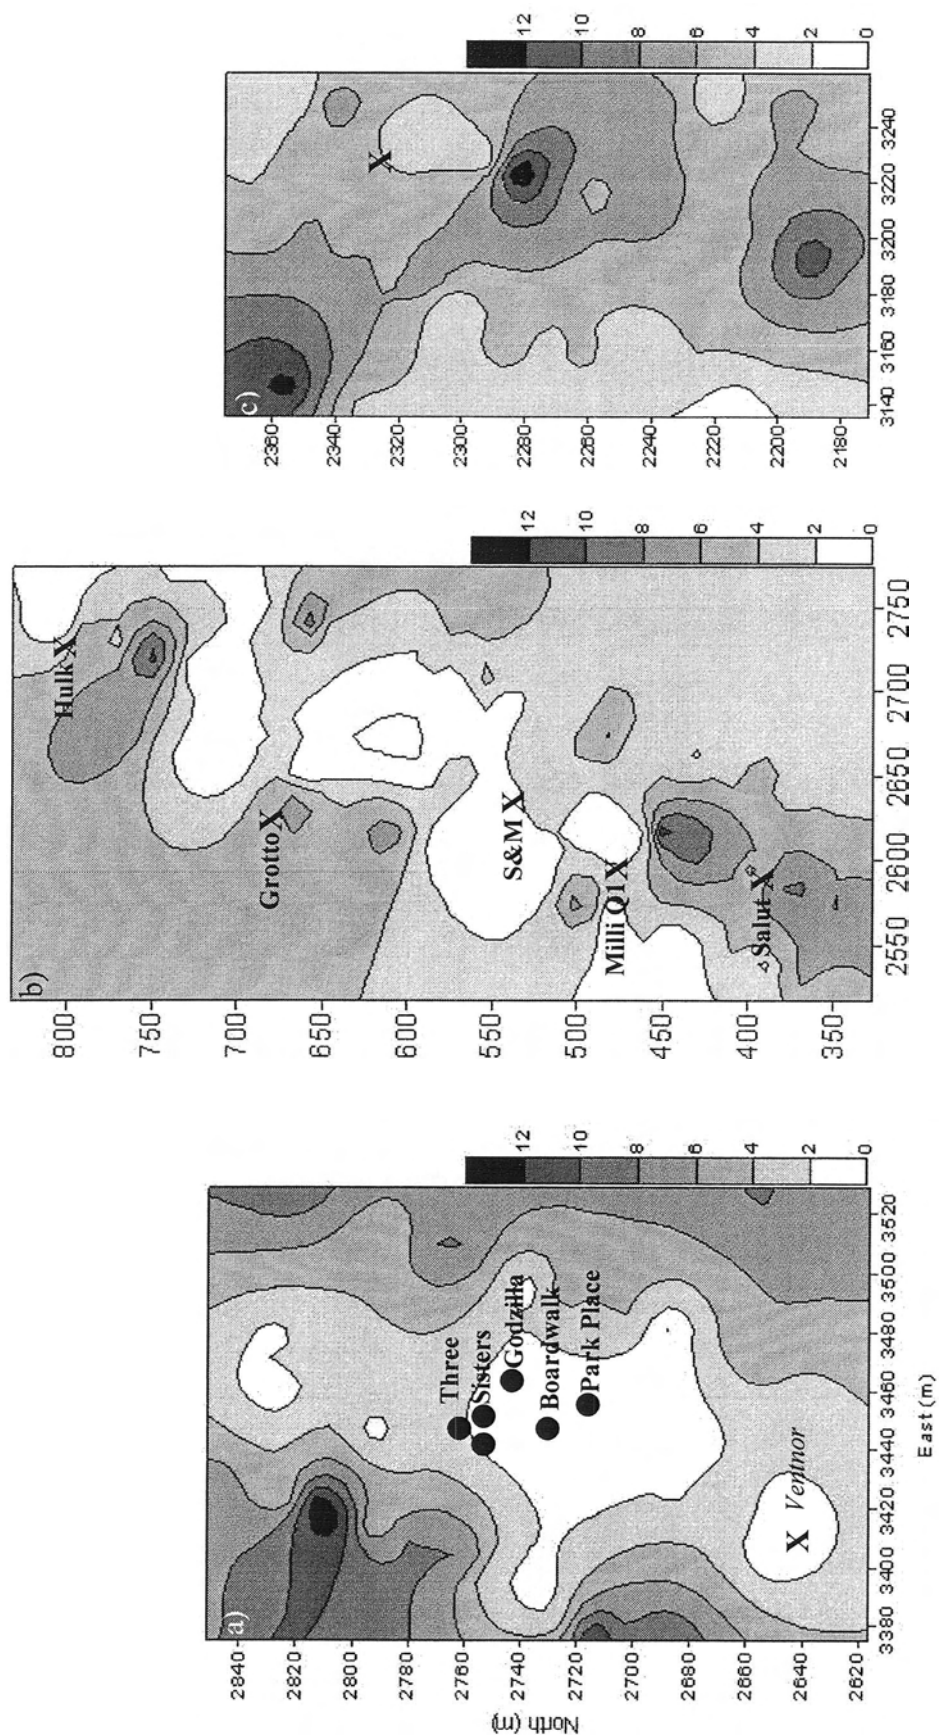 a)
2840
2820
2800
2780
2760
2740
2720
2700
2680
2660
2640
2620
North (m)
3380 3400 3420 3440 3460 3480 3500 3520
East (m)
Three
Sisters
Godzilla
Boardwalk
Park Place
X Ventnor
12
10
8
6
4
2
0
b)
800
750
700
650
600
550
500
450
400
350
2550 2600 2650 2700 2750
Hulk X
Grotto X
S&M X
Milli Q1 X
Salut X
12
10
8
6
4
2
0
c)
2360
2340
2320
2300
2280
2260
2240
2220
2200
2180
3140 3160 3180 3200 3220 3240
X
12
10
8
6
4
2
0